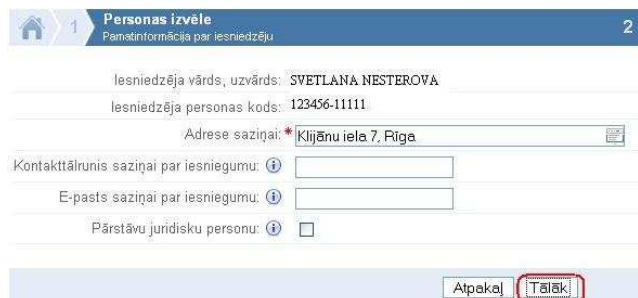 1 Personas izvēle 2
Pamatinformācija par iesniedzēju
Iesniedzēja vārds, uzvārds: SVETLANA NESTEROVA
Iesniedzēja personas kods: 123456-11111
Adrese saziņai: * Klijānu iela 7, Rīga
Kontakttālrunis saziņai par iesniegumu:
E-pasts saziņai par iesniegumu:
Pārstāvu juridisku personu:
Atpakaļ Tālāk